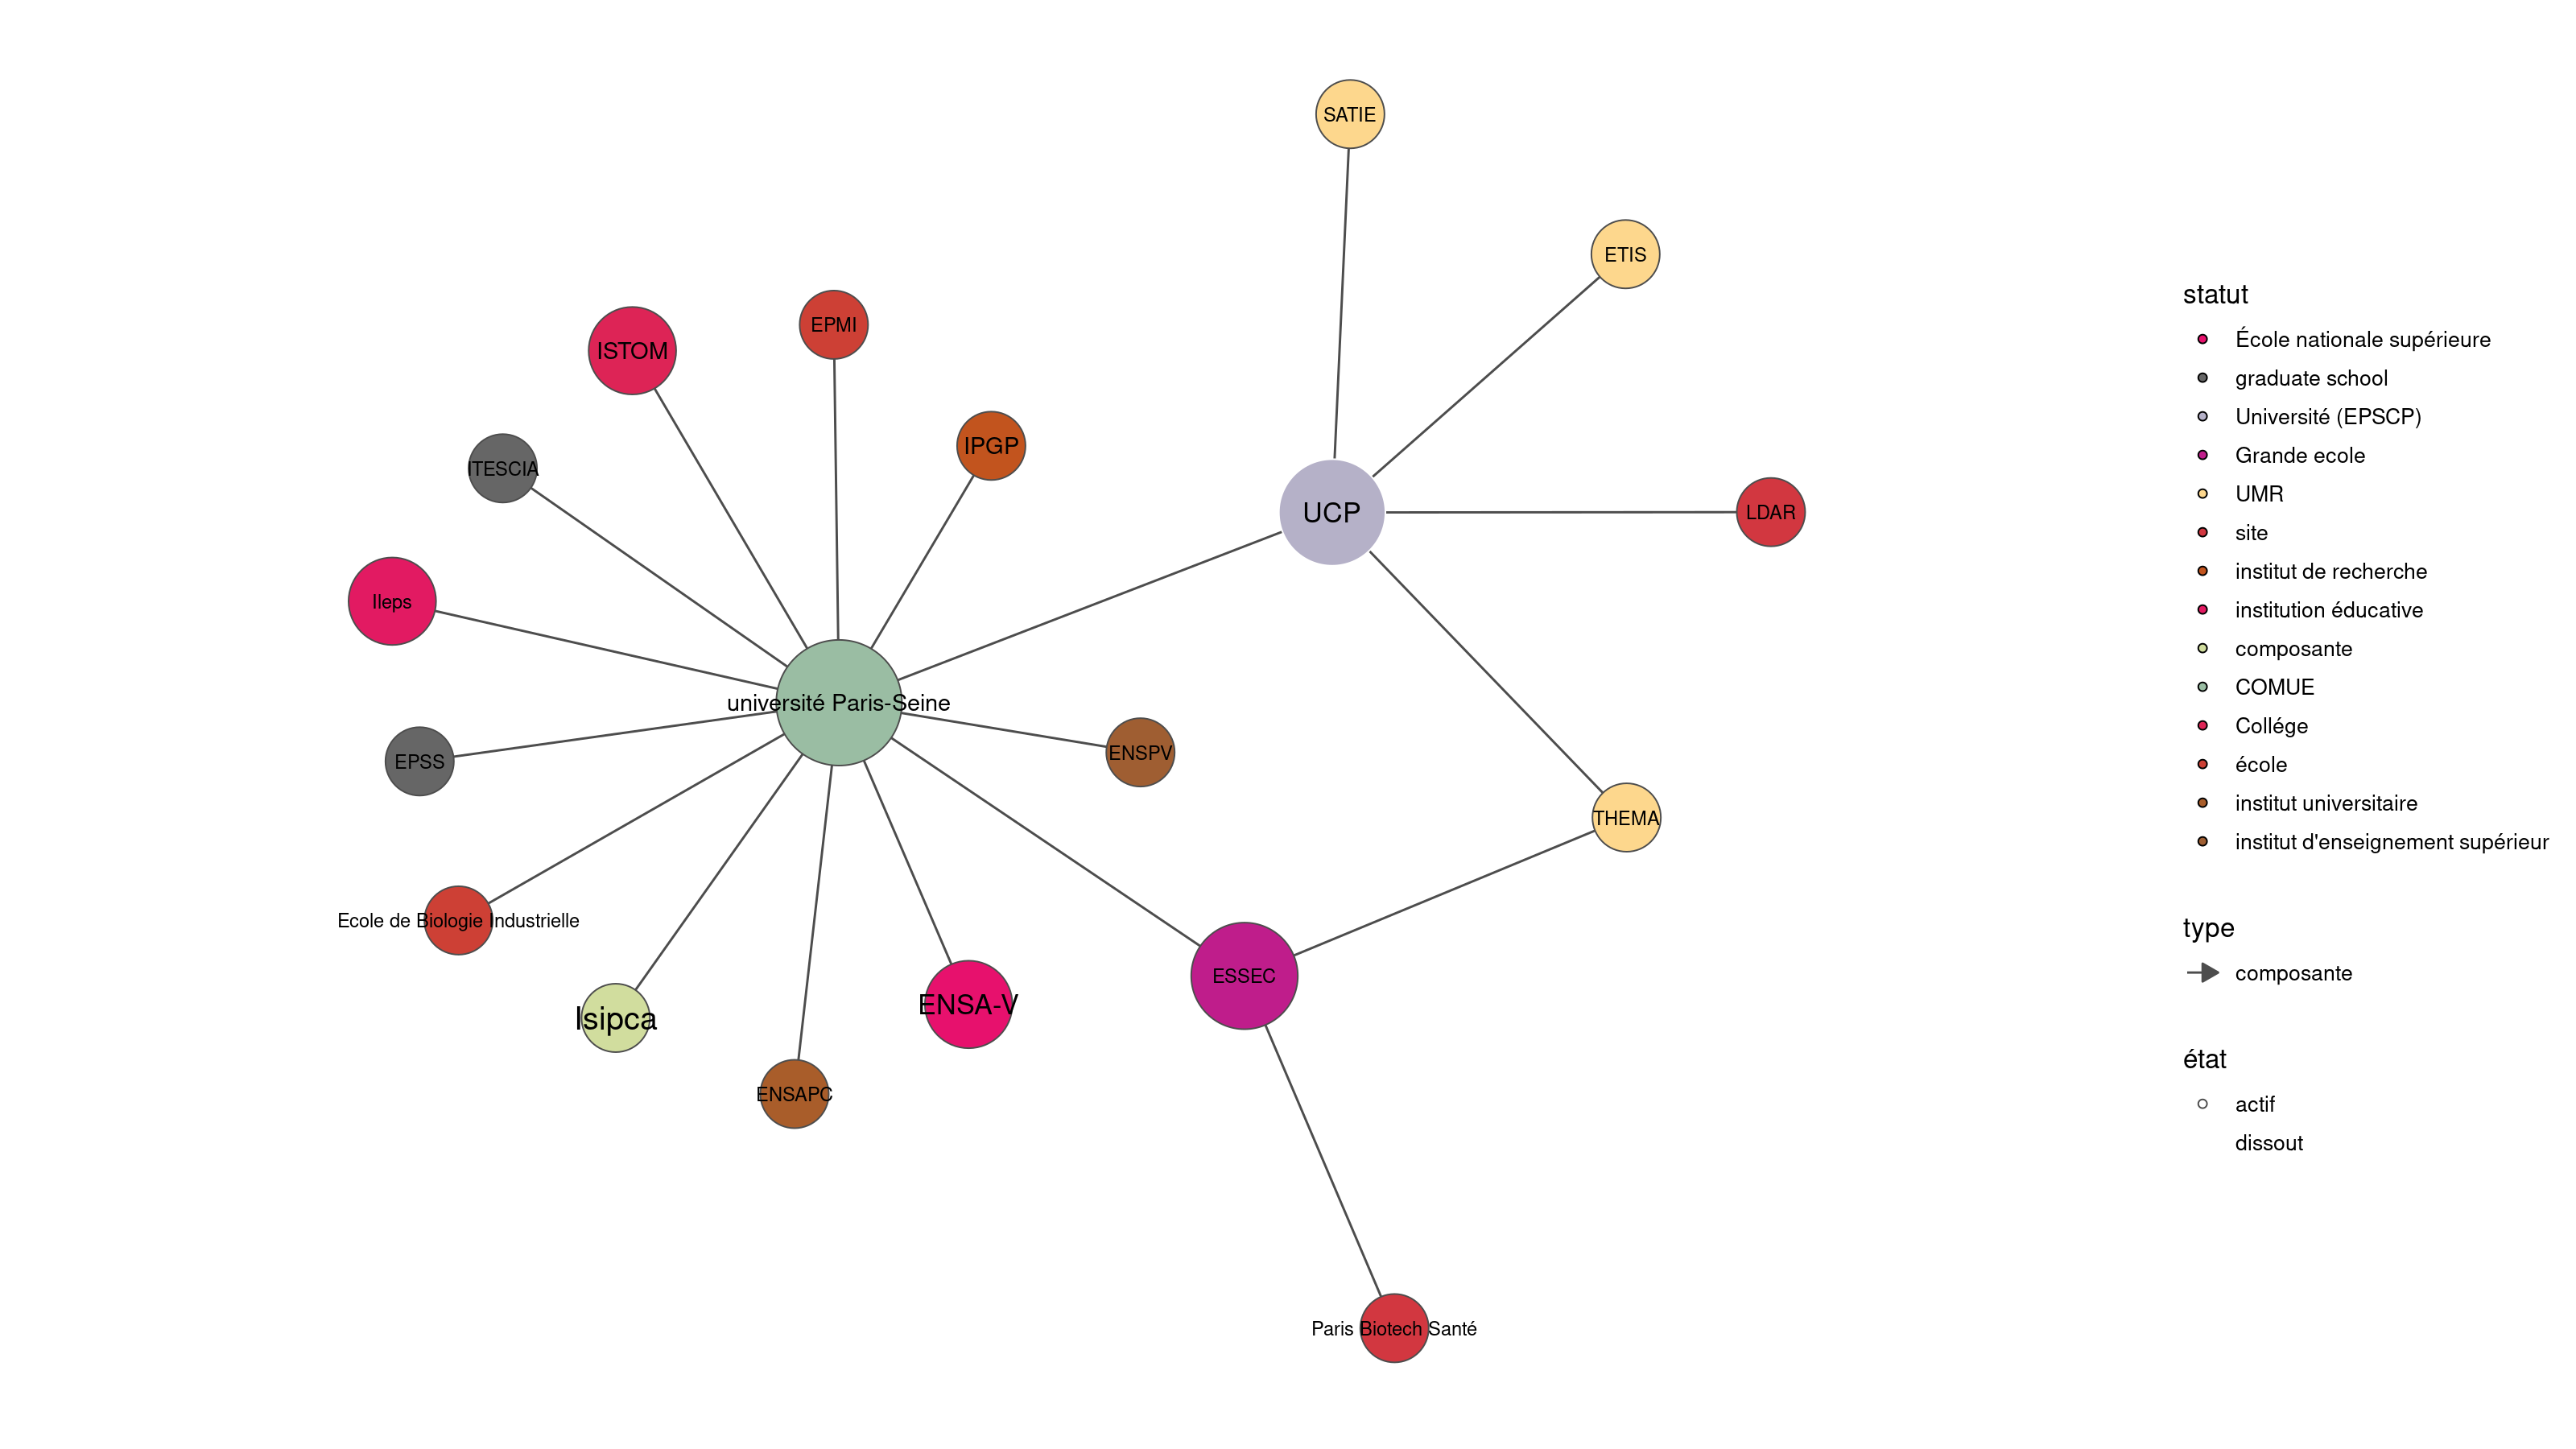 SATIE
ETIS
EPMI
ISTOM
IPGP
ITESCIA
UCP
LDAR
Ileps
université Paris-Seine
ENSPV
EPSS
THEMA
Ecole de Biologie Industrielle
ESSEC
ENSA-V
Isipca
ENSAPC
Paris Biotech Santé
statut
École nationale supérieure
graduate school
Université (EPSCP)
Grande ecole
UMR
site
institut de recherche
institution éducative
composante
COMUE
Collége
école
institut universitaire
institut d'enseignement supérieur
type
composante
état
actif
dissout